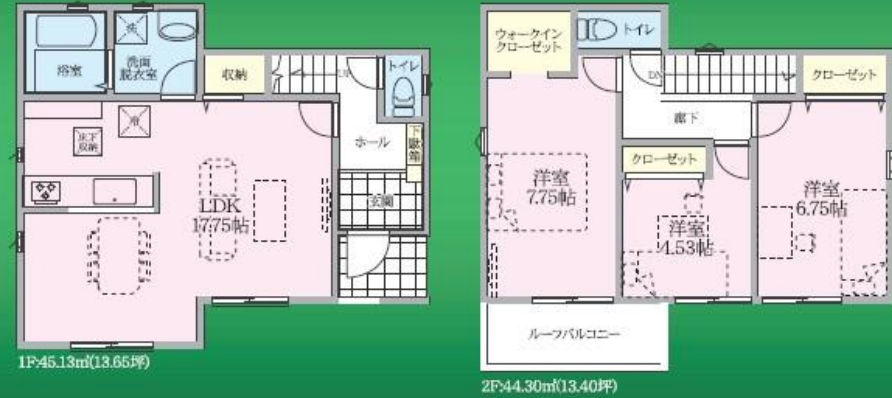 浴室
洗
洗面
脱衣室
収納
UP
トイレ
床下
収納
冷
ホール
下駄箱
LDK
17.75帖
玄関
1F:45.13㎡(13.65坪)
ウォークイン
クローゼット
トイレ
DN
クローゼット
廊下
クローゼット
洋室
7.75帖
洋室
4.53帖
洋室
6.75帖
ルーフバルコニー
2F:44.30㎡(13.40坪)